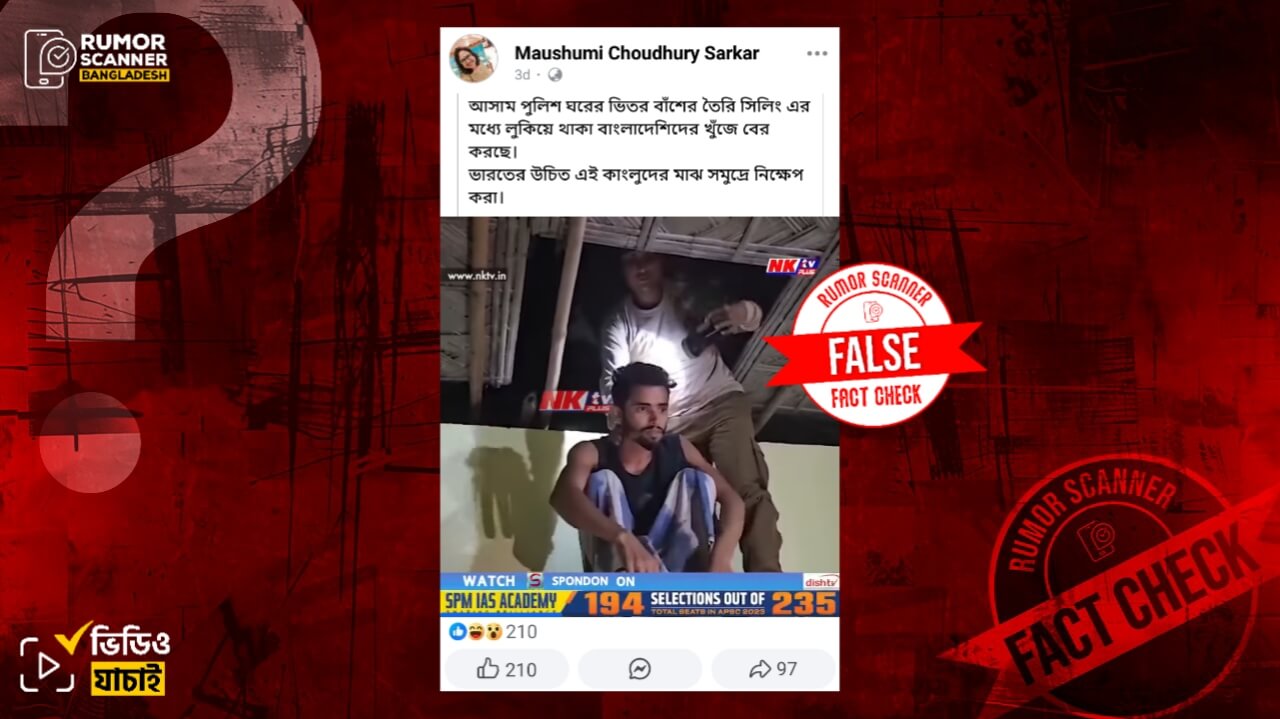 RUMOR
SCANNER
BANGLADESH
Maushumi Choudhury Sarkar
3d
আসাম পুলিশ ঘরের ভিতর বাঁশের তৈরি সিলিং এর
মধ্যে লুকিয়ে থাকা বাংলাদেশিদের খুঁজে বের
করছে।
ভারতের উচিত এই কাংলুদের মাঝ সমুদ্রে নিক্ষেপ
করা।
www.nktv.in
NK tv
PLUS
NK tv
PLUS
RUMOR SCANNER
FALSE
FACT CHECK
WATCH S SPONDON ON
dishtv
SPM IAS ACADEMY
194 SELECTIONS OUT OF 235
TOTAL SEATS IN APSC 2023
210
210
97
RUMOR SCANNER
FACT CHECK
ভিডিও
যাচাই